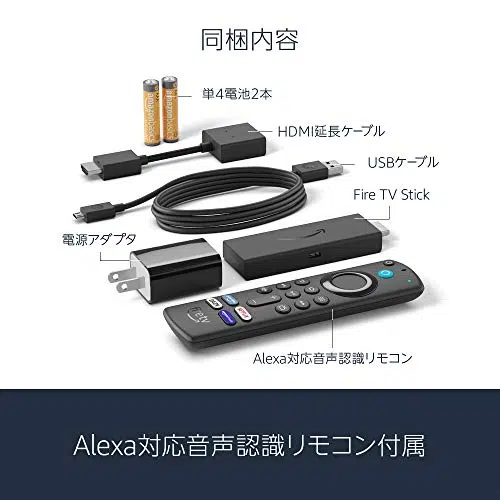 同梱内容
単4電池2本
amazonbasics
amazonbasics
HDMI延長ケーブル
USBケーブル
Fire TV Stick
電源アダプタ
firetv
Alexa対応音声認識リモコン
Alexa対応音声認識リモコン付属